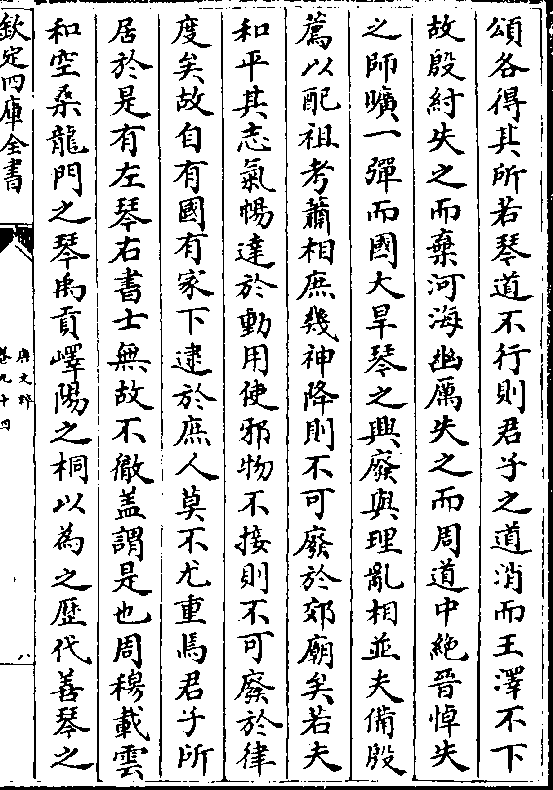 頌各得其所若琴道不行則君子之道消而王澤不下
故殷紂失之而棄河海幽厲失之而周道中絶晉悼失
之師曠一彈而國大旱琴之興廢與理亂相並夫備殷
薦以配祖考蕭相庶幾神降則不可廢於郊廟矣若夫
和平其志氣暢達於動用使邪物不接則不可廢於律
度矣故自有國有家下逮於庶人莫不尤重焉君子所
居於是有左琴右書士無故不徹盖謂是也周穆載雲
和空桑龍門之琴禹貢嶧陽之桐以為之歴代善琴之
欽定四庫全書
唐文粹
卷九十四
八